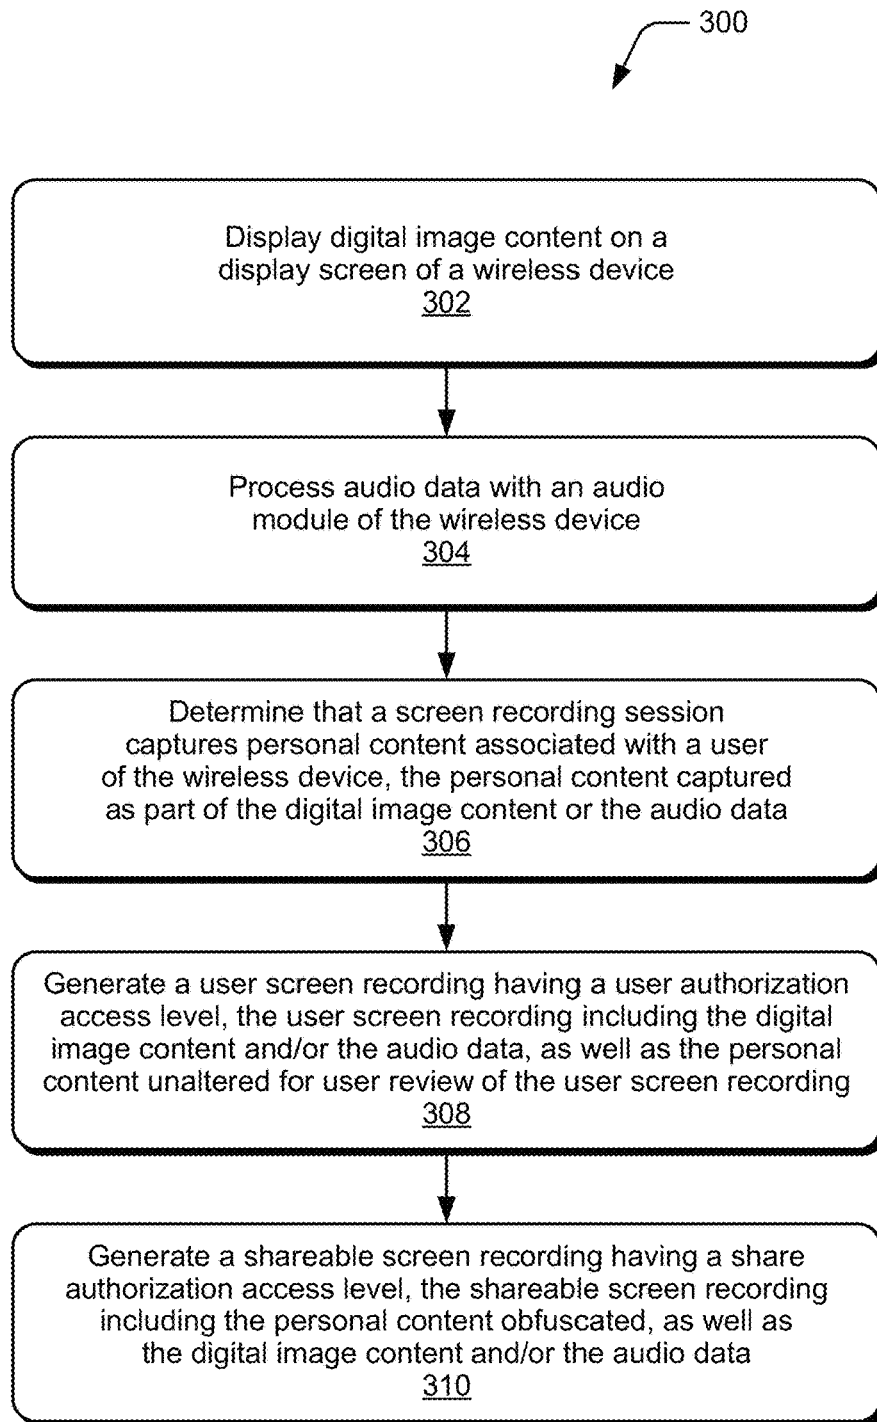 300
Display digital image content on a
display screen of a wireless device
302
Process audio data with an audio
module of the wireless device
304
Determine that a screen recording session
captures personal content associated with a user
of the wireless device, the personal content captured
as part of the digital image content or the audio data
306
Generate a user screen recording having a user authorization
access level, the user screen recording including the digital
image content and/or the audio data, as well as the personal
content unaltered for user review of the user screen recording
308
Generate a shareable screen recording having a share
authorization access level, the shareable screen recording
including the personal content obfuscated, as well as
the digital image content and/or the audio data
310